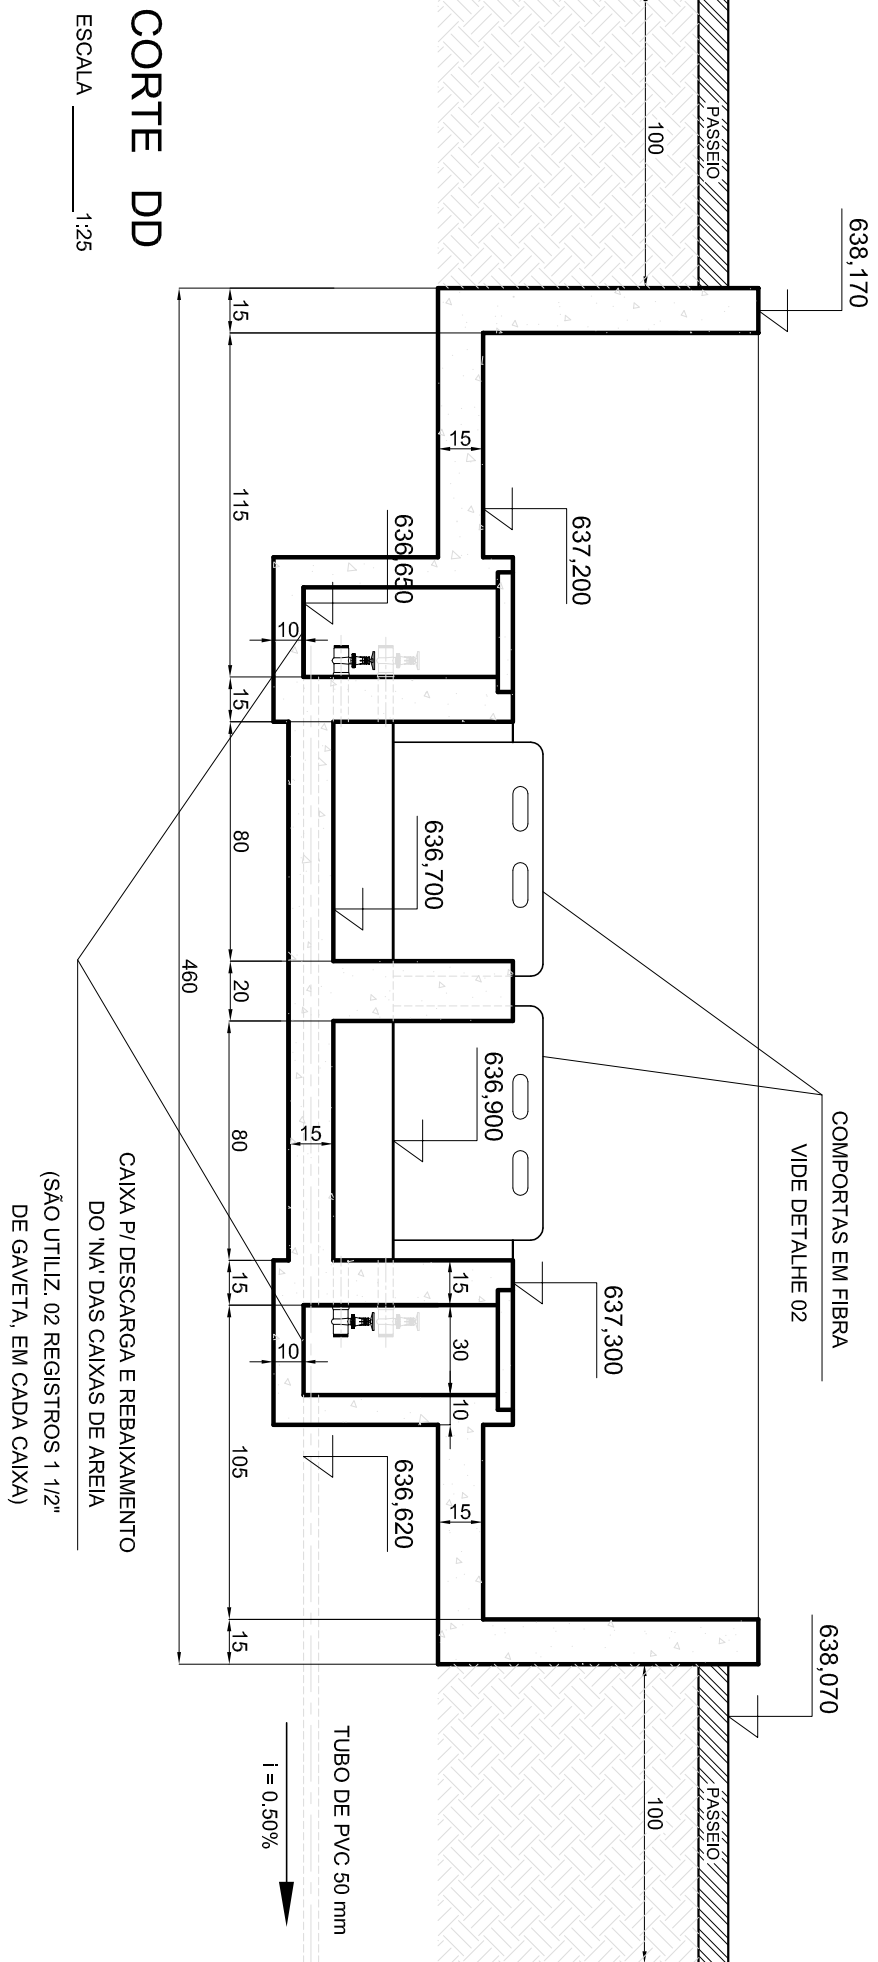 638,170
638,070
PASSEIO
PASSEIO
100
100
COMPORTAS EM FIBRA
VIDE DETALHE 02
637,200
637,300
636,650
636,700
636,900
636,620
15
15
15
15
30
10
10
10
TUBO DE PVC 50 mm
i = 0.50%
15
115
15
80
20
80
15
105
15
460
CAIXA P/ DESCARGA E REBAIXAMENTO
DO 'NA' DAS CAIXAS DE AREIA
(SÃO UTILIZ. 02 REGISTROS 1 1/2"
DE GAVETA, EM CADA CAIXA)
CORTE DD
ESCALA 1:25